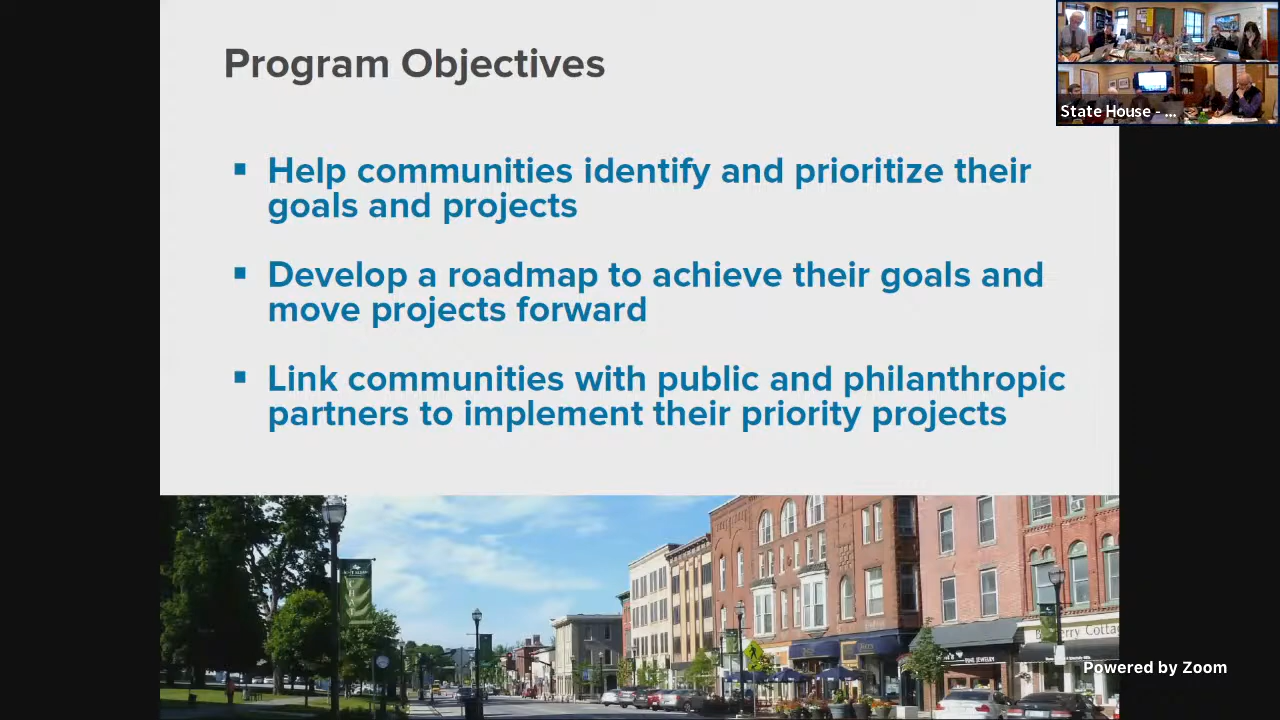 Program Objectives
State House - ...
▪ Help communities identify and prioritize their
goals and projects
▪ Develop a roadmap to achieve their goals and
move projects forward
▪ Link communities with public and philanthropic
partners to implement their priority projects
Powered by Zoom